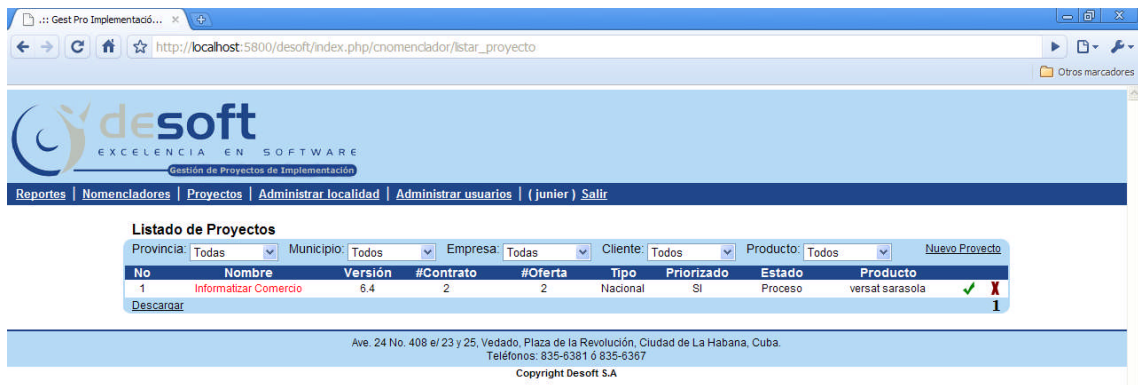 .:: Gest Pro Implementació...
http://localhost:5800/desoft/index.php/cnomenclador/listar_proyecto
Otros marcadores
desoft
EXCELENCIA EN SOFTWARE
Gestión de Proyectos de Implementación
Reportes | Nomencladores | Proyectos | Administrar localidad | Administrar usuarios | ( junier ) Salir
Listado de Proyectos
Provincia: Todas Municipio: Todos Empresa: Todas Cliente: Todos Producto: Todos Nuevo Proyecto
No Nombre Versión #Contrato #Oferta Tipo Priorizado Estado Producto
1 Informatizar Comercio 6.4 2 2 Nacional SI Proceso versat sarasola
Descargar 1
Ave. 24 No. 408 e/ 23 y 25, Vedado, Plaza de la Revolución, Ciudad de La Habana, Cuba.
Teléfonos: 835-6381 ó 835-6367
Copyright Desoft S.A